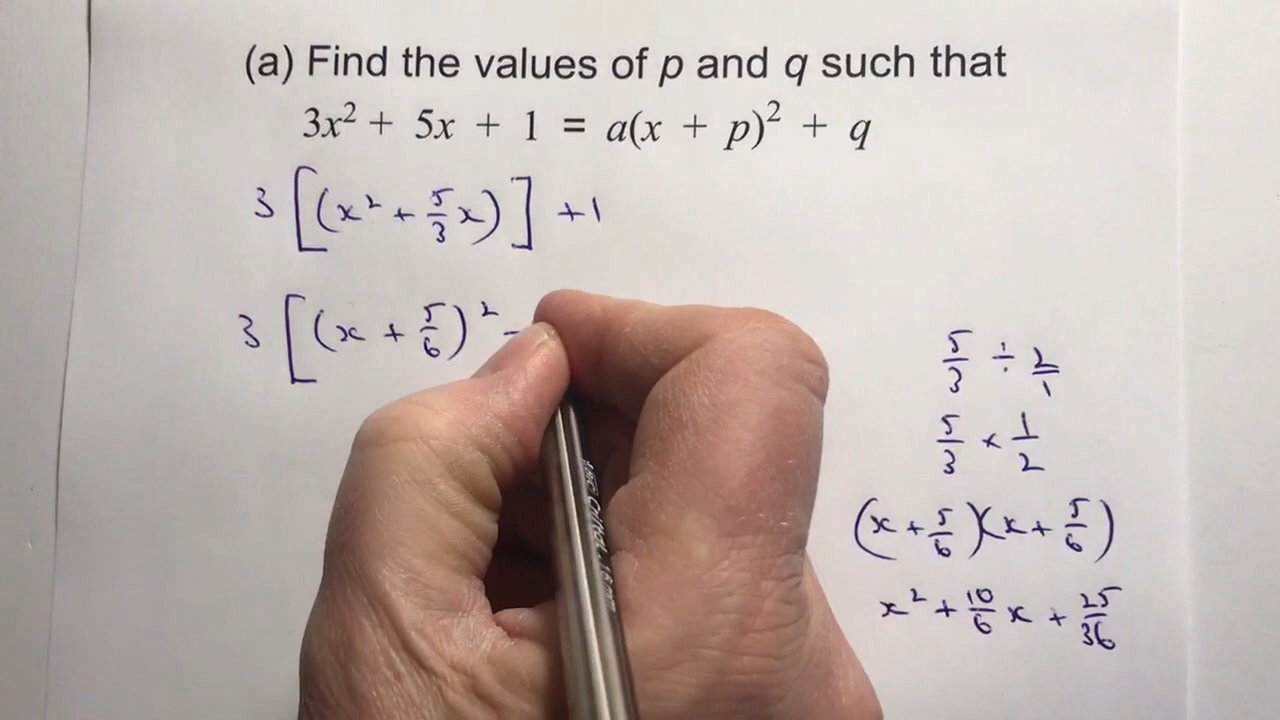 (a) Find the values of p and q such that
3x² + 5x + 1 = a(x + p)² + q
3 [(x² + 5/3 x)] + 1
3 [(x + 5/6)² -
5/3 ÷ 2/1
5/3 × 1/2
(x + 5/6)(x + 5/6)
x² + 10/6 x + 25/36